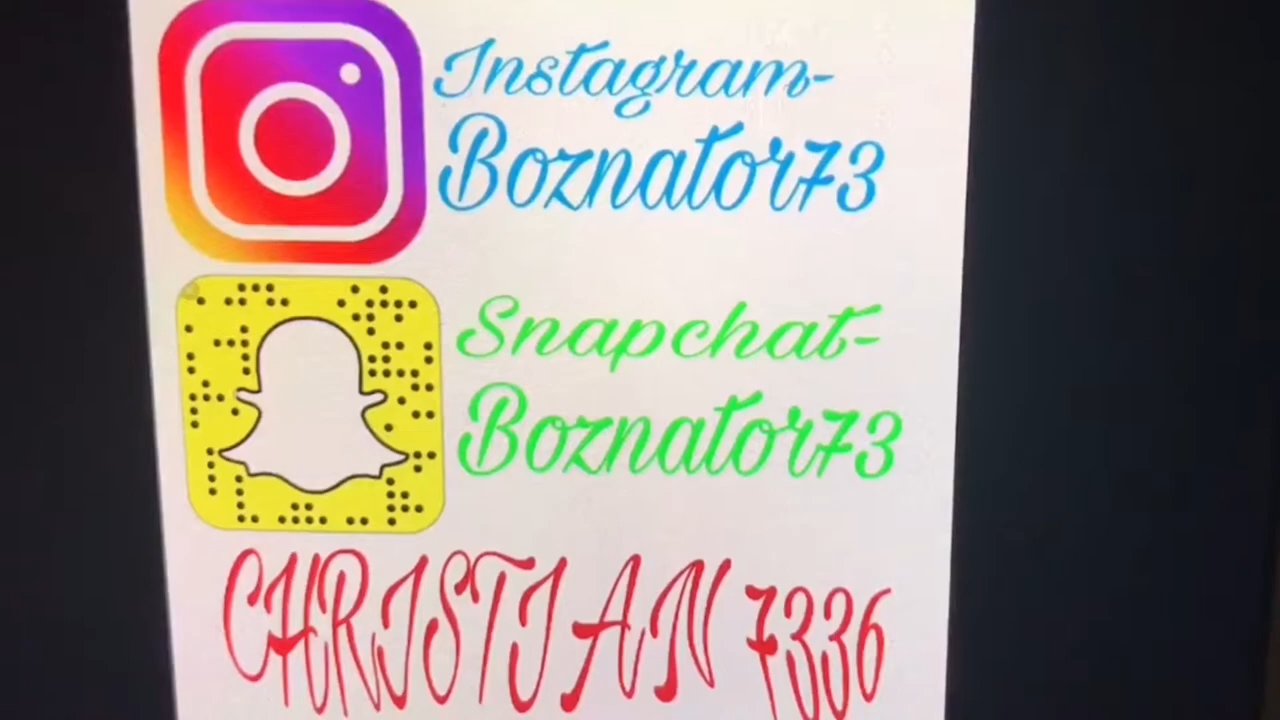 Instagram-
Boznator73
Snapchat-
Boznator73
CHRISTIAN 7336